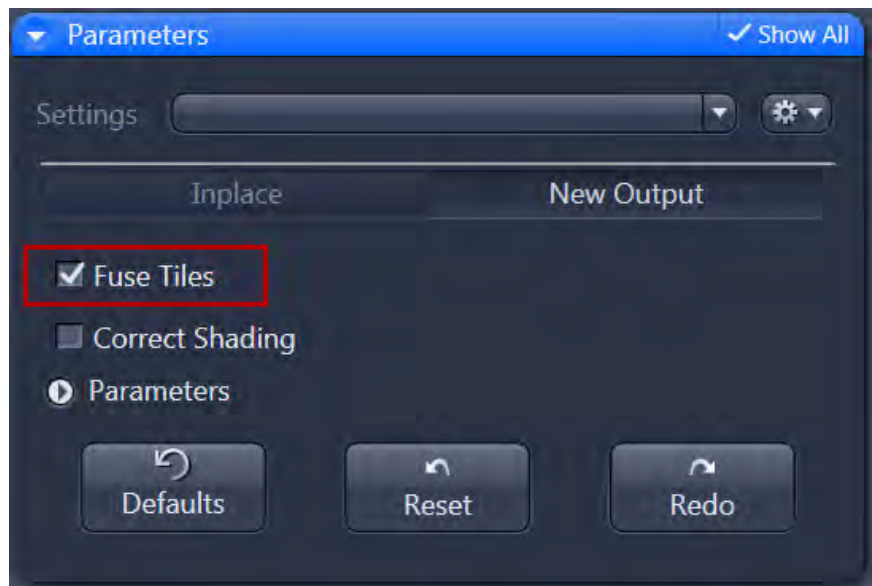 Parameters
Show All
Settings
Inplace
New Output
Fuse Tiles
Correct Shading
Parameters
Defaults
Reset
Redo